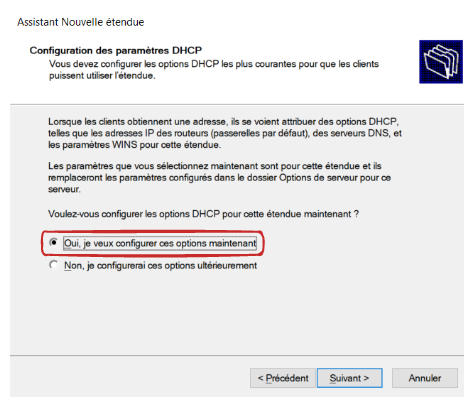 Assistant Nouvelle étendue
Configuration des paramètres DHCP
Vous devez configurer les options DHCP les plus courantes pour que les clients
puissent utiliser l'étendue.
Lorsque les clients obtiennent une adresse, ils se voient attribuer des options DHCP,
telles que les adresses IP des routeurs (passerelles par défaut), des serveurs DNS, et
les paramètres WINS pour cette étendue.
Les paramètres que vous sélectionnez maintenant sont pour cette étendue et ils
remplaceront les paramètres configurés dans le dossier Options de serveur pour ce
serveur.
Voulez-vous configurer les options DHCP pour cette étendue maintenant ?
Oui, je veux configurer ces options maintenant
Non, je configurerai ces options ultérieurement
< Précédent Suivant > Annuler